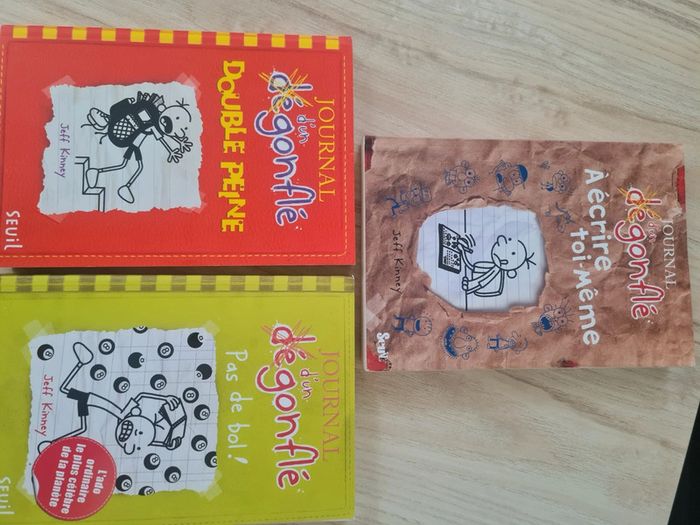 JOURNAL
d'un
dégonflé
DOUBLE PEINE
Jeff Kinney
SEUIL
JOURNAL
d'un
dégonflé
Pas de bol !
Jeff Kinney
L'ado
ordinaire
le plus célèbre
de la planète
SEUIL
JOURNAL
d'un
dégonflé
À écrire
toi-même
Jeff Kinney
Seuil